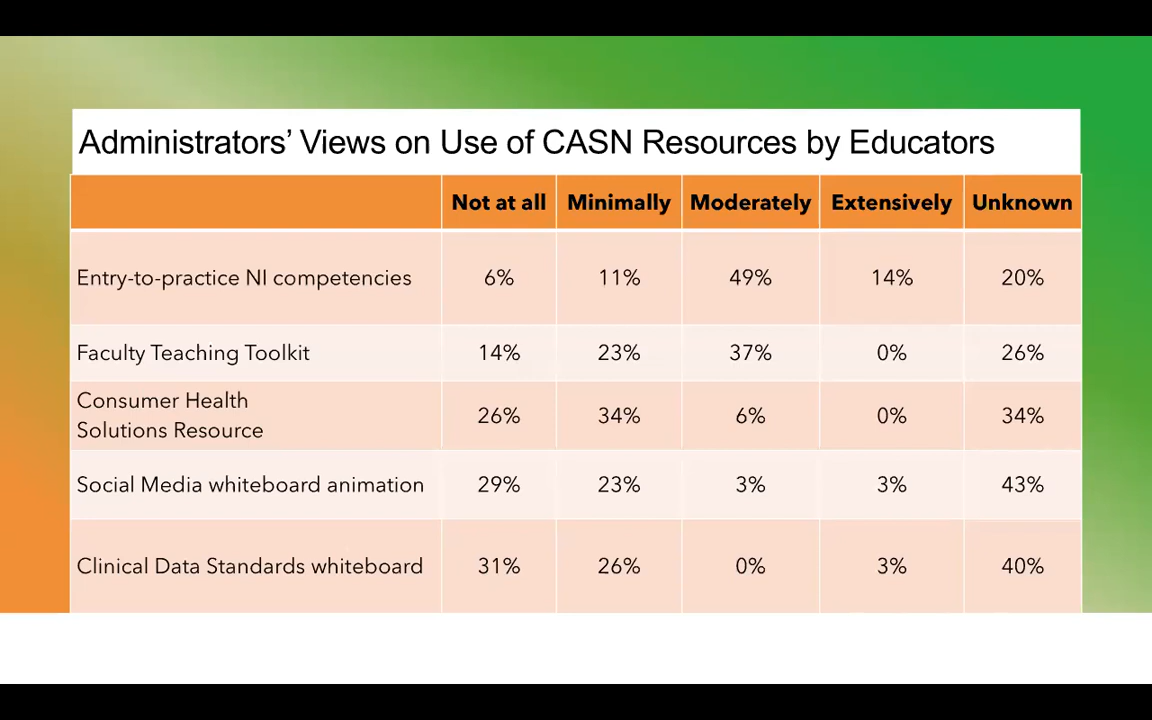 Administrators’ Views on Use of CASN Resources by Educators
Not at all Minimally Moderately Extensively Unknown
Entry-to-practice NI competencies 6% 11% 49% 14% 20%
Faculty Teaching Toolkit 14% 23% 37% 0% 26%
Consumer Health
Solutions Resource 26% 34% 6% 0% 34%
Social Media whiteboard animation 29% 23% 3% 3% 43%
Clinical Data Standards whiteboard 31% 26% 0% 3% 40%